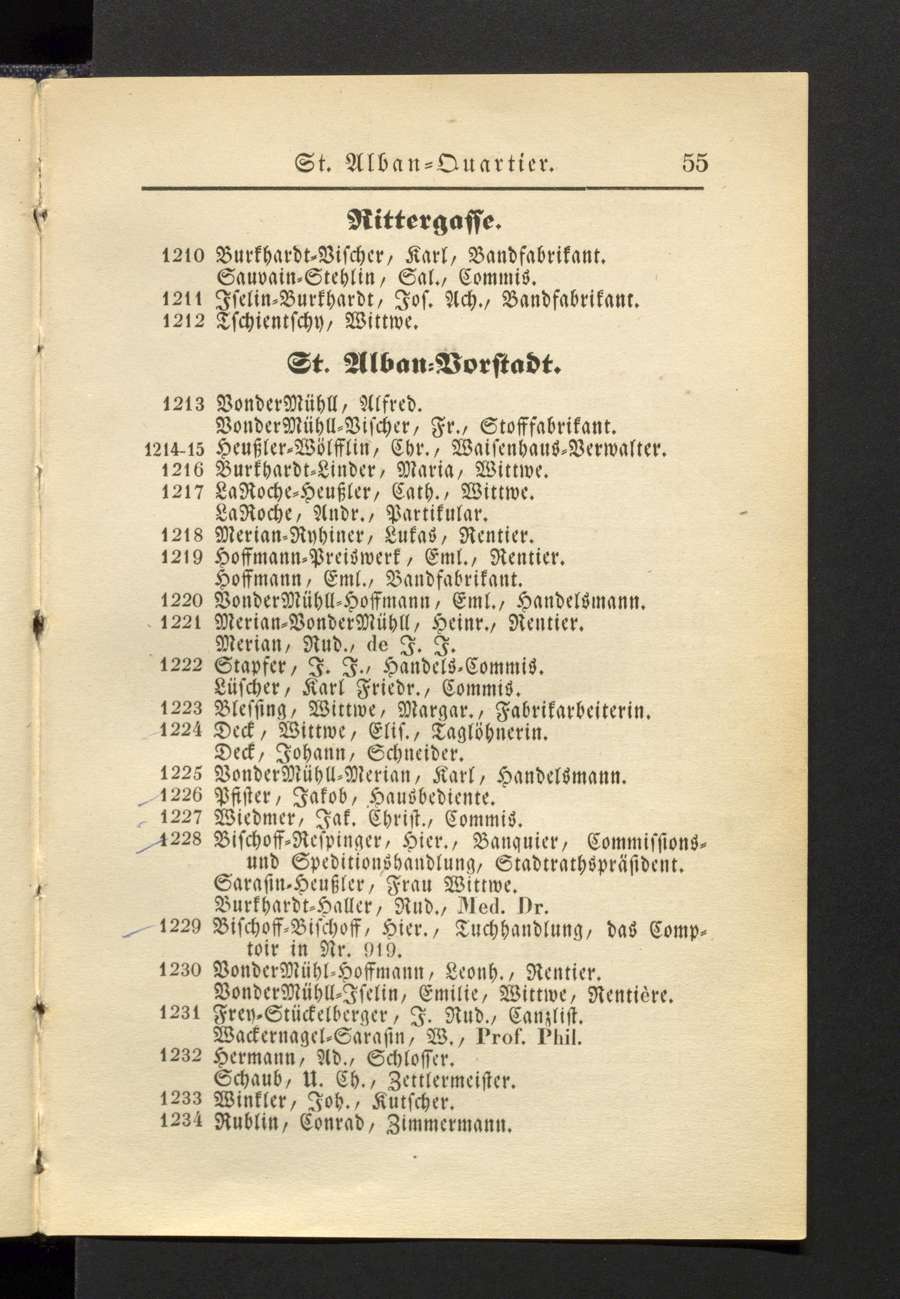 St. Alban-Quartier. 55
Rittergasse.
1210 Burkhardt-Vischer, Karl, Bandfabrikant.
Sauvain-Stehlin, Sal., Commis.
1211 Iselin-Burkhardt, Jos. Ach., Bandfabrikant.
1212 Tschientschy, Wittwe.
St. Alban-Vorstadt.
1213 VonderMühll, Alfred.
VonderMühll-Vischer, Fr., Stofffabrikant.
1214-15 Heußler-Wölfflin, Chr., Waisenhaus-Verwalter.
1216 Burkhardt-Linder, Maria, Wittwe.
1217 LaRoche-Heußler, Cath., Wittwe.
LaRoche, Andr., Partikular.
1218 Merian-Ryhiner, Lukas, Rentier.
1219 Hoffmann-Preiswerk, Eml., Rentier.
Hoffmann, Eml., Bandfabrikant.
1220 VonderMühll-Hoffmann, Eml., Handelsmann.
1221 Merian-VonderMühll, Heinr., Rentier.
Merian, Rud., de J. J.
1222 Stapfer, J. J., Handels-Commis.
Lüscher, Karl Friedr., Commis.
1223 Blessing, Wittwe, Margar., Fabrikarbeiterin.
1224 Deck, Wittwe, Elis., Taglöhnerin.
Deck, Johann, Schneider.
1225 VonderMühll-Merian, Karl, Handelsmann.
1226 Pfister, Jakob, Hausbediente.
1227 Wiedmer, Jak. Christ., Commis.
1228 Bischoff-Respinger, Hier., Banquier, Commissions-
und Speditionshandlung, Stadtrathspräsident.
Sarasin-Heußler, Frau Wittwe.
Burkhardt-Haller, Rud., Med. Dr.
1229 Bischoff-Bischoff, Hier., Tuchhandlung, das Comp-
toir in Nr. 919.
1230 VonderMühl-Hoffmann, Leonh., Rentier.
VonderMühll-Iselin, Emilie, Wittwe, Rentière.
1231 Frey-Stückelberger, J. Rud., Canzlist.
Wackernagel-Sarasin, W., Prof. Phil.
1232 Hermann, Ad., Schlosser.
Schaub, U. Ch., Zettlermeister.
1233 Winkler, Joh., Kutscher.
1234 Rublin, Conrad, Zimmermann.